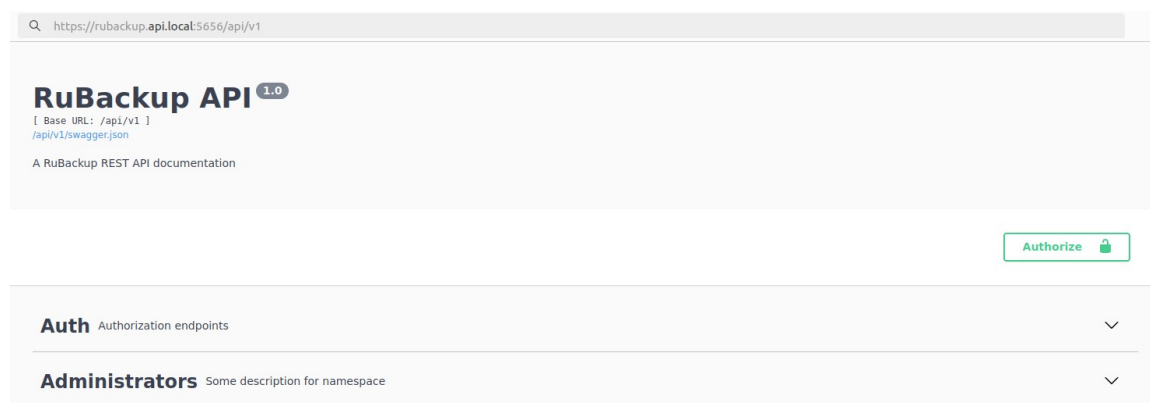 https://rubackup.api.local:5656/api/v1
RuBackup API 1.0
[ Base URL: /api/v1 ]
/api/v1/swagger.json
A RuBackup REST API documentation
Authorize
Auth Authorization endpoints
Administrators Some description for namespace